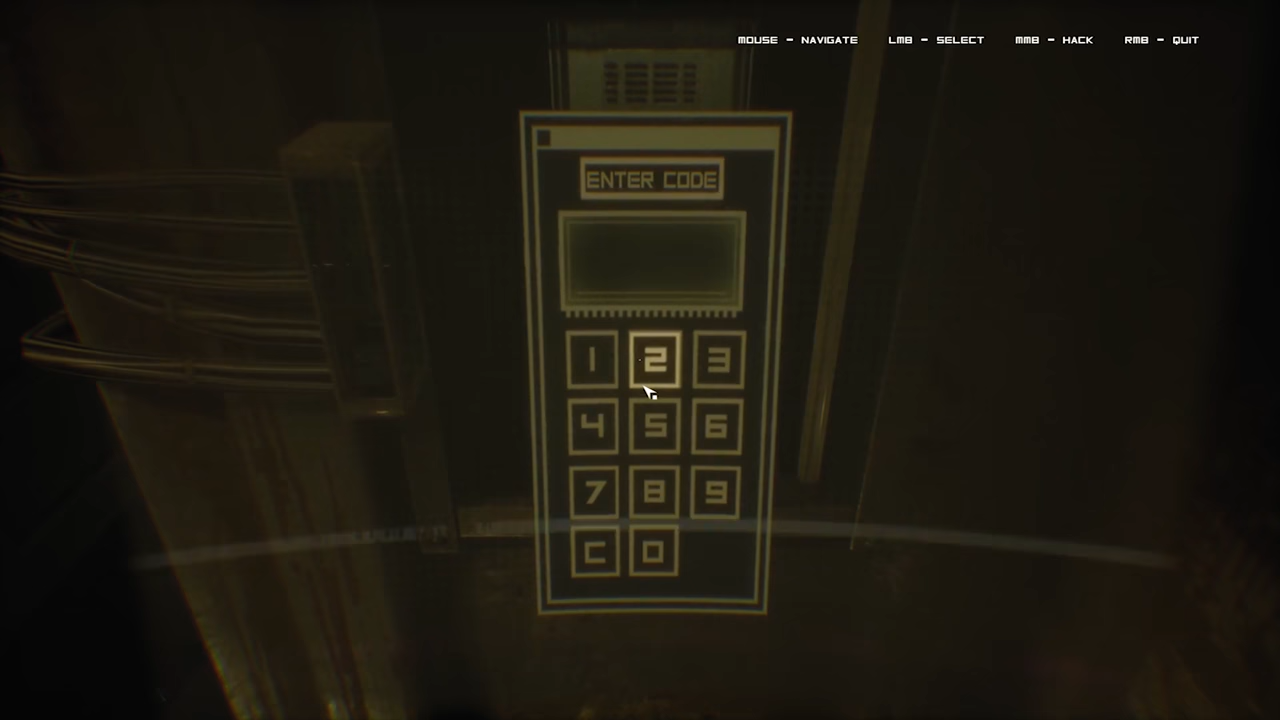 MOUSE - NAVIGATE LMB - SELECT MMB - HACK RMB - QUIT
ENTER CODE
1 2 3
4 5 6
7 8 9
C 0